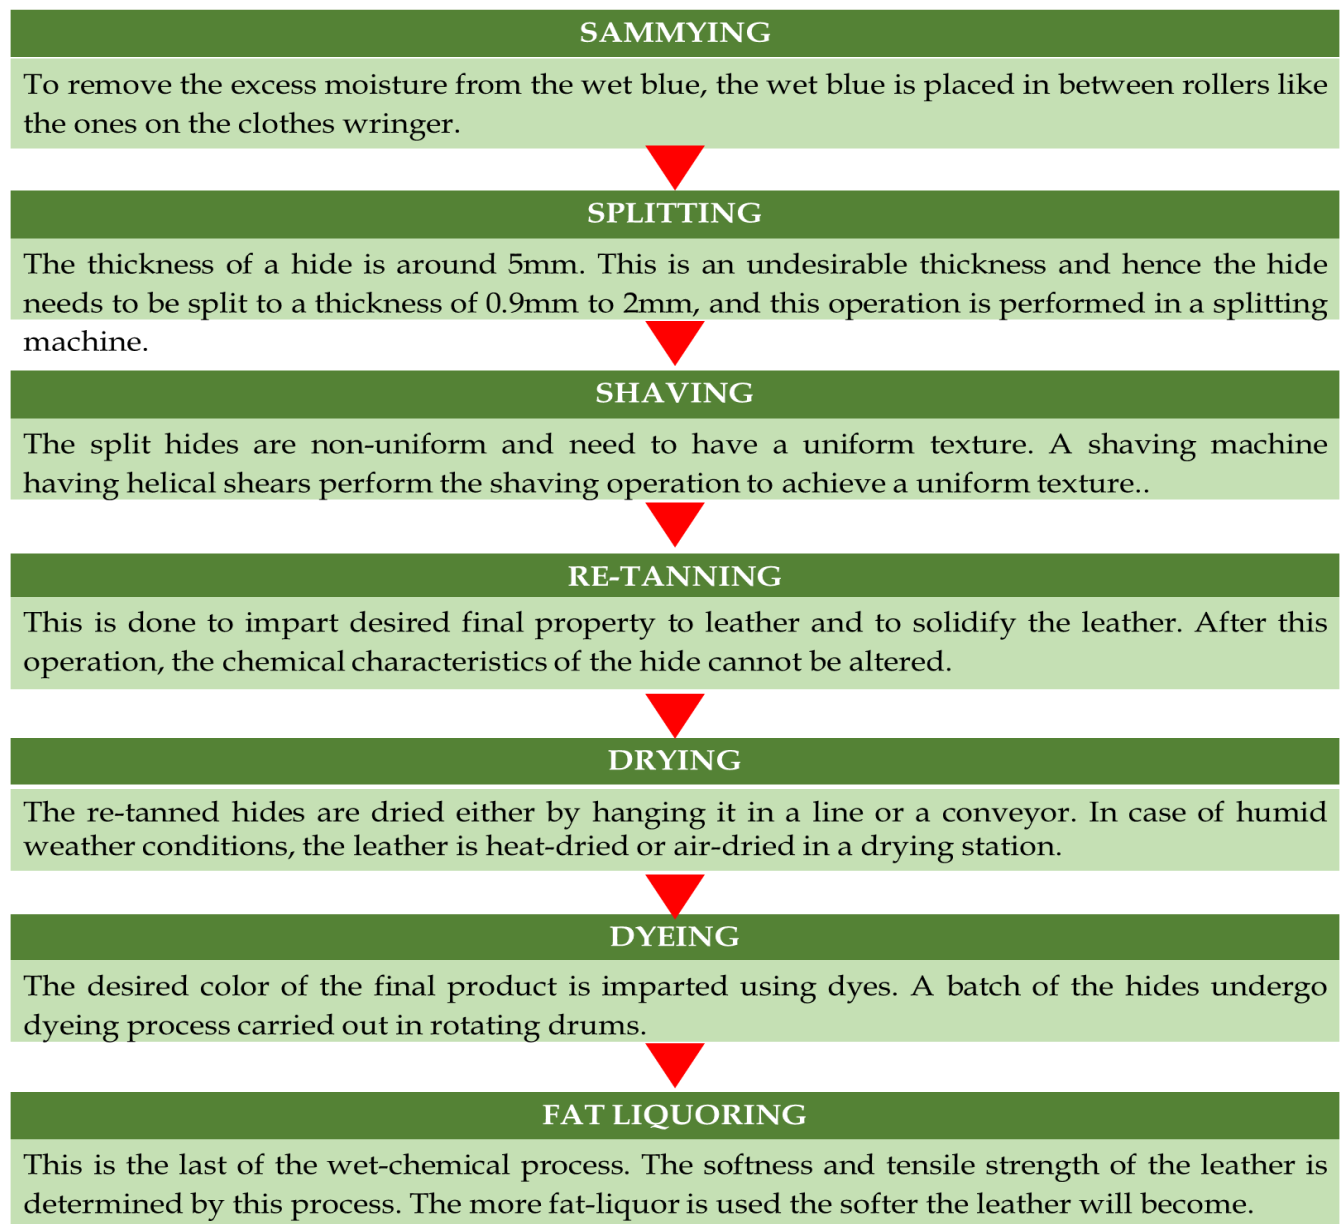 SAMMYING
To remove the excess moisture from the wet blue, the wet blue is placed in between rollers like
the ones on the clothes wringer.
SPLITTING
The thickness of a hide is around 5mm. This is an undesirable thickness and hence the hide
needs to be split to a thickness of 0.9mm to 2mm, and this operation is performed in a splitting
machine.
SHAVING
The split hides are non-uniform and need to have a uniform texture. A shaving machine
having helical shears perform the shaving operation to achieve a uniform texture..
RE-TANNING
This is done to impart desired final property to leather and to solidify the leather. After this
operation, the chemical characteristics of the hide cannot be altered.
DRYING
The re-tanned hides are dried either by hanging it in a line or a conveyor. In case of humid
weather conditions, the leather is heat-dried or air-dried in a drying station.
DYEING
The desired color of the final product is imparted using dyes. A batch of the hides undergo
dyeing process carried out in rotating drums.
FAT LIQUORING
This is the last of the wet-chemical process. The softness and tensile strength of the leather is
determined by this process. The more fat-liquor is used the softer the leather will become.